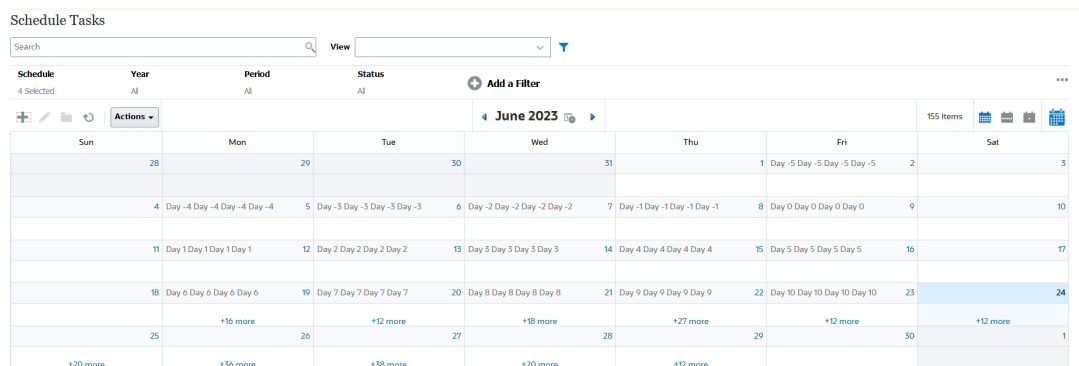 Schedule Tasks
Search View
Schedule Year Period Status Add a Filter
4 Selected All All All
Actions June 2023 155 Items
Sun Mon Tue Wed Thu Fri Sat
28 29 30 31 1 Day -5 Day -5 Day -5 Day -5 2 3
4 Day -4 Day -4 Day -4 Day -4 5 Day -3 Day -3 Day -3 Day -3 6 Day -2 Day -2 Day -2 Day -2 7 Day -1 Day -1 Day -1 Day -1 8 Day 0 Day 0 Day 0 Day 0 9 10
11 Day 1 Day 1 Day 1 Day 1 12 Day 2 Day 2 Day 2 Day 2 13 Day 3 Day 3 Day 3 Day 3 14 Day 4 Day 4 Day 4 Day 4 15 Day 5 Day 5 Day 5 Day 5 16 17
18 Day 6 Day 6 Day 6 Day 6 19 Day 7 Day 7 Day 7 Day 7 20 Day 8 Day 8 Day 8 Day 8 21 Day 9 Day 9 Day 9 Day 9 22 Day 10 Day 10 Day 10 Day 10 23 24
+16 more +12 more +18 more +27 more +12 more +12 more
25 26 27 28 29 30 1
+20 more +36 more +38 more +20 more +12 more